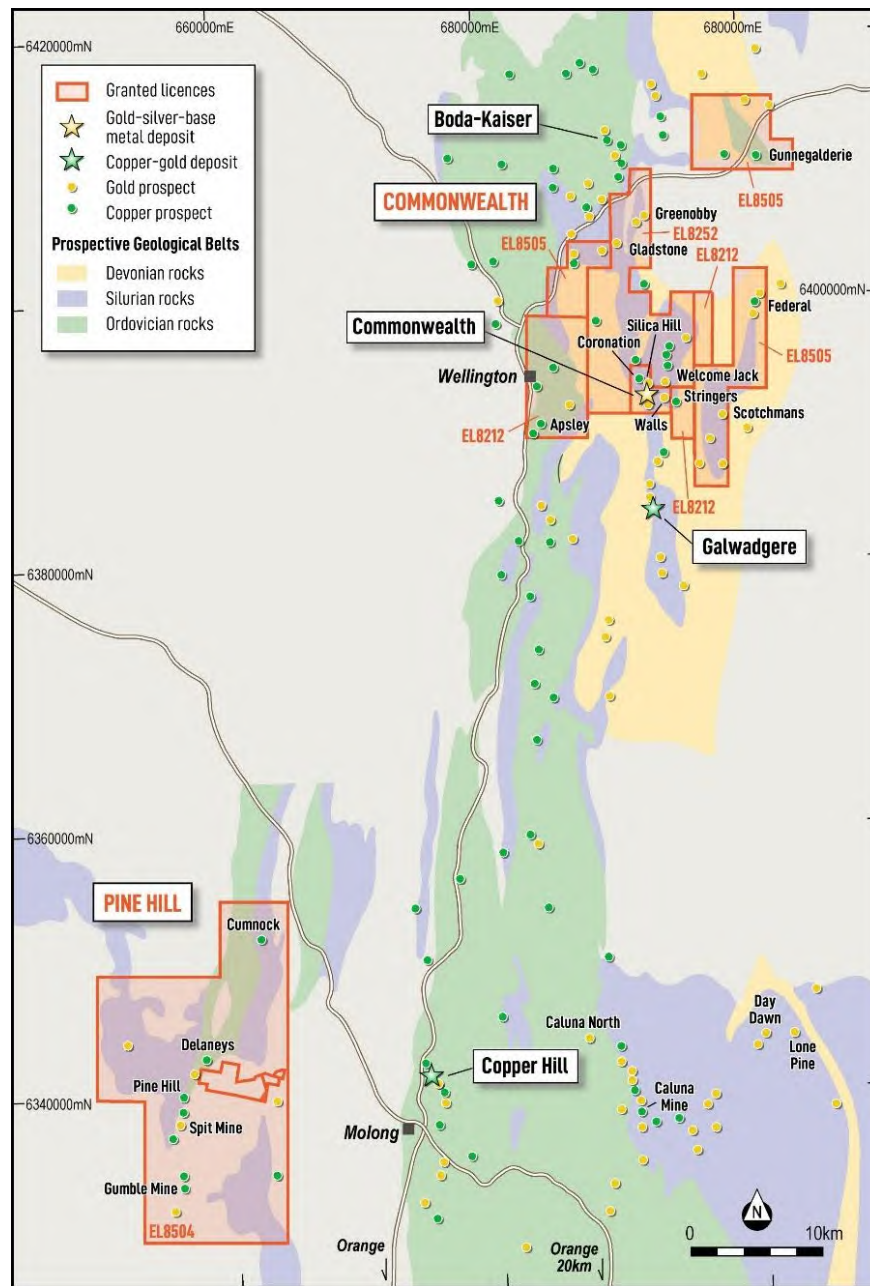 660000mE
680000mE
680000mE
6420000mN
Granted licences
Gold-silver-base
metal deposit
Copper-gold deposit
Gold prospect
Copper prospect
Prospective Geological Belts
Devonian rocks
Silurian rocks
Ordovician rocks
Boda-Kaiser
Gunnegalderie
EL8505
COMMONWEALTH
Greenobby
EL8252
Gladstone
EL8505
EL8212
6400000mN
Federal
Commonwealth
Silica Hill
Coronation
EL8505
Wellington
Welcome Jack
Stringers
Scotchmans
Walls
Apsley
EL8212
EL8212
Galwadgere
6380000mN
6360000mN
PINE HILL
Cumnock
Day
Dawn
Lone
Pine
Caluna North
Delaneys
Copper Hill
Pine Hill
Caluna
Mine
6340000mN
Spit Mine
Molong
Gumble Mine
EL8504
N
0
10km
Orange
Orange
20km